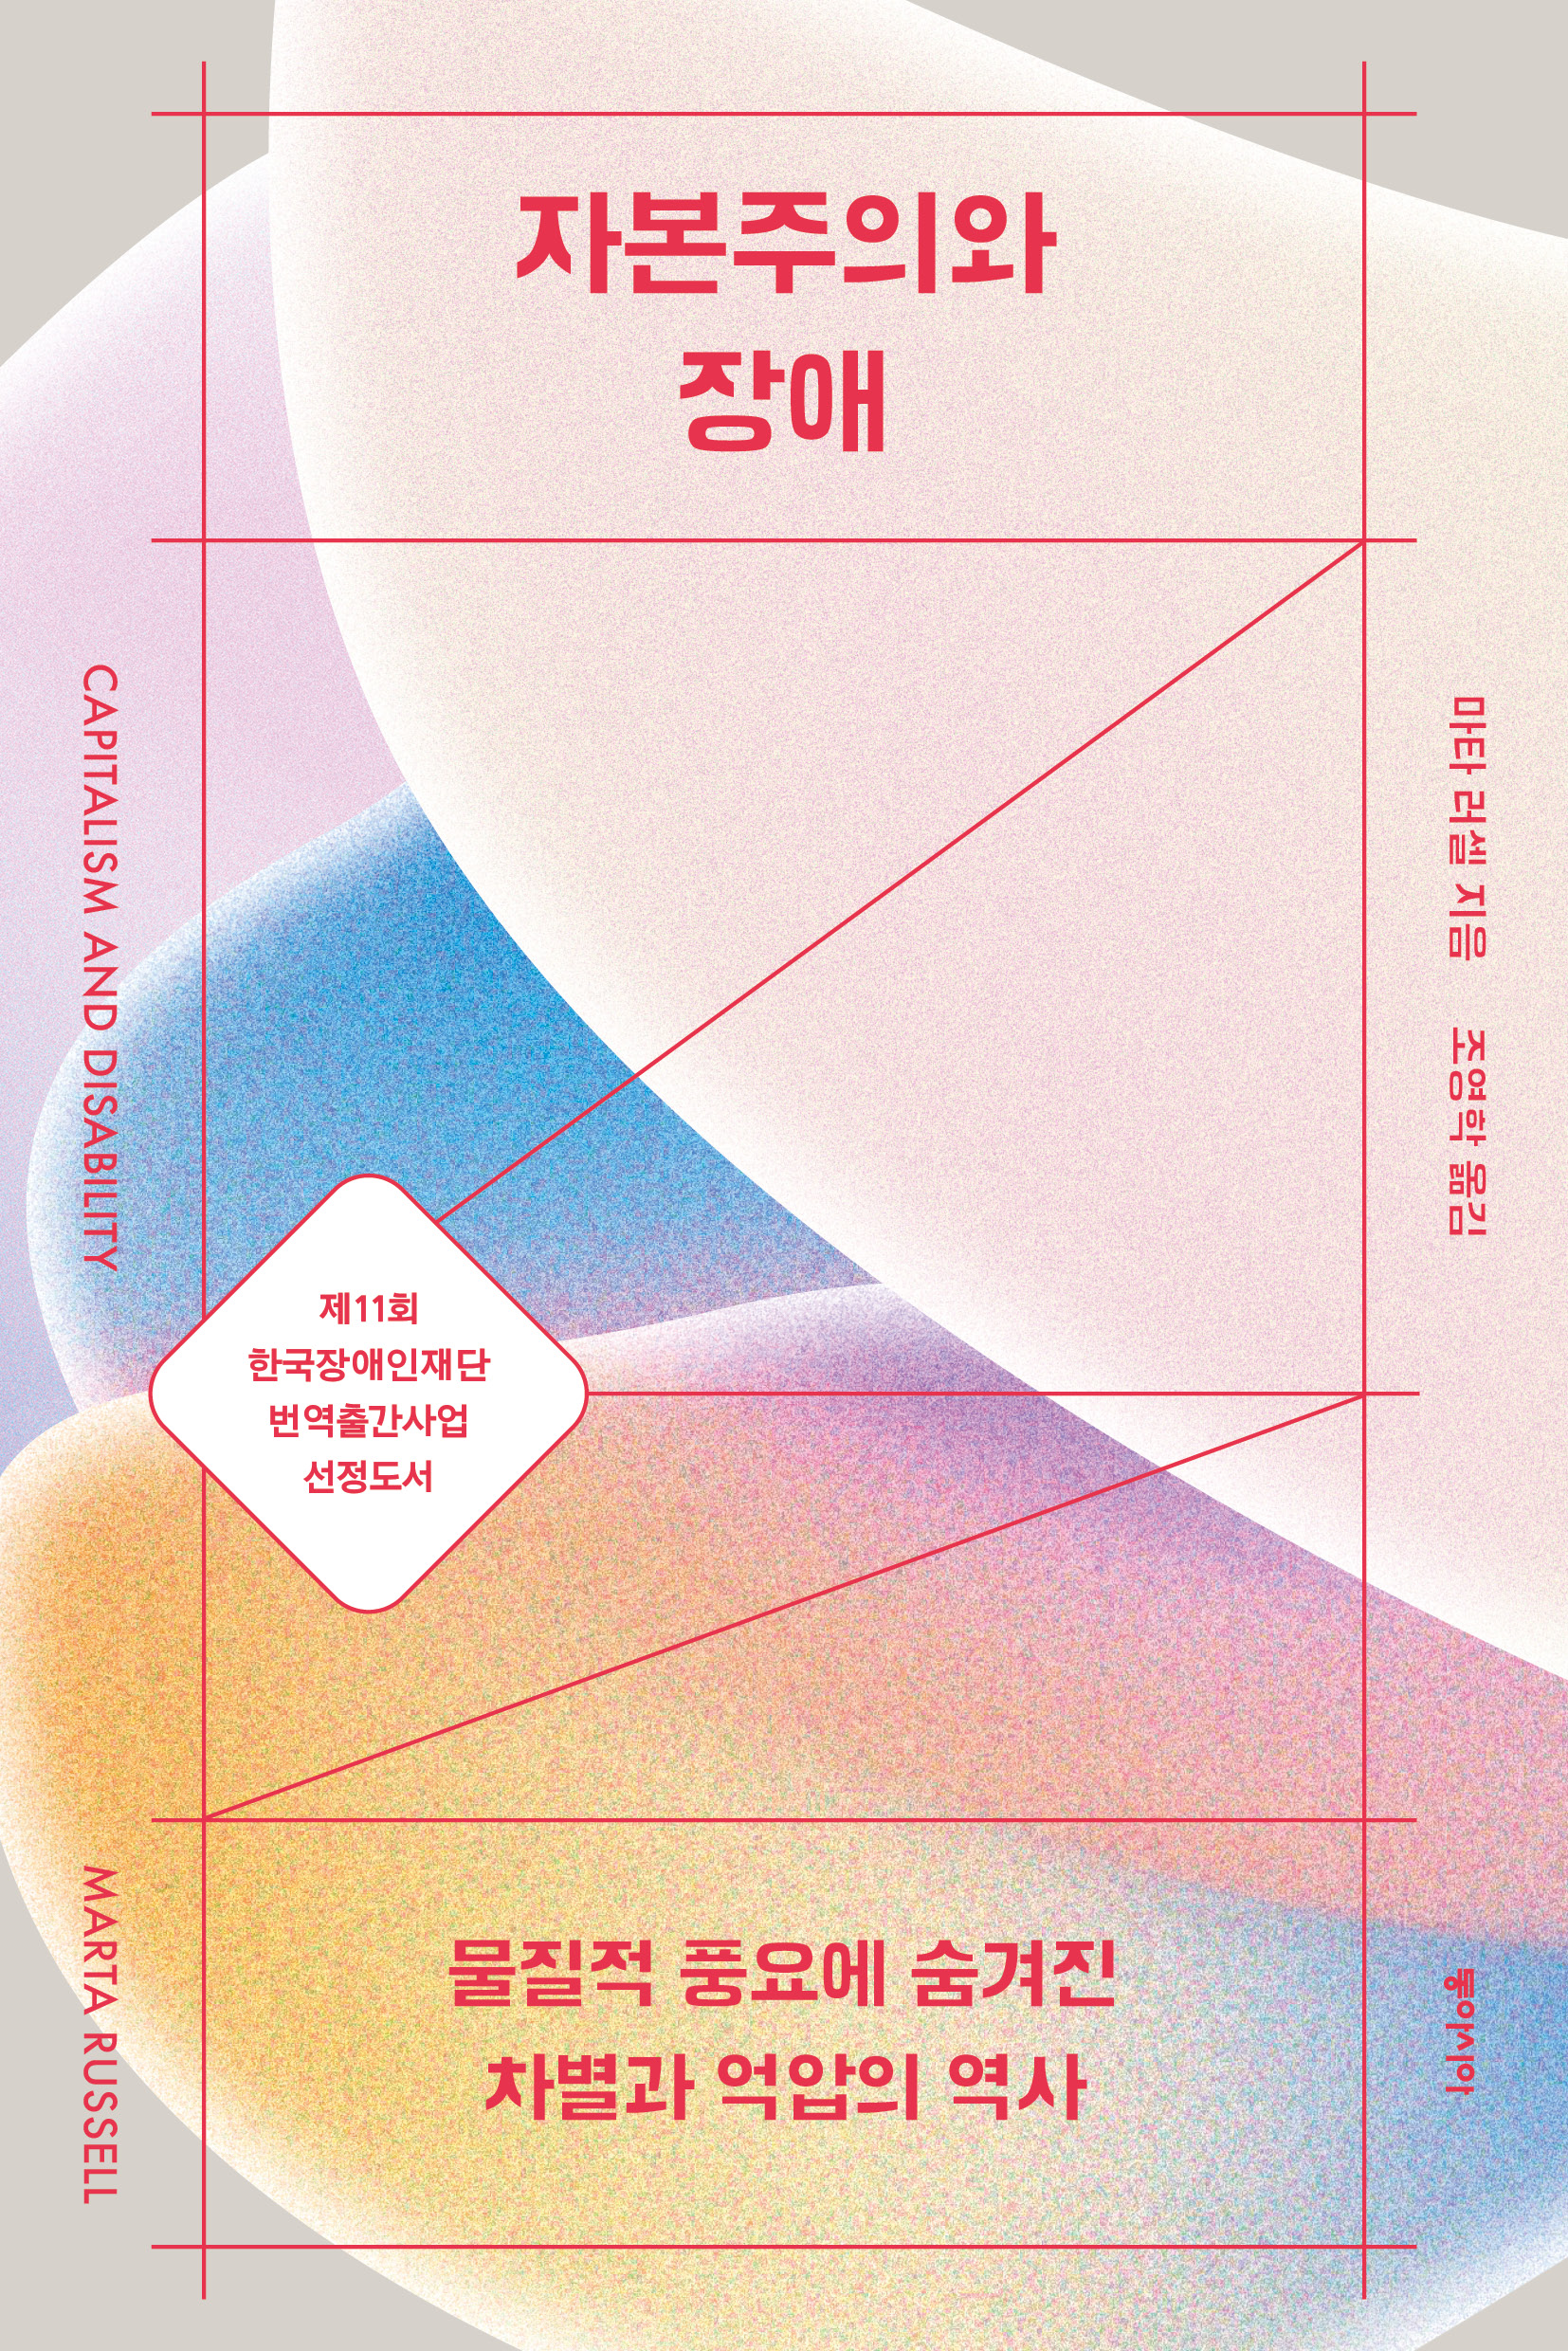 자본주의와
장애
CAPITALISM AND DISABILITY
마타 러셀 지음 조영학 옮김
제11회
한국장애인재단
번역출간사업
선정도서
물질적 풍요에 숨겨진
차별과 억압의 역사
MARTA RUSSELL
동아시아